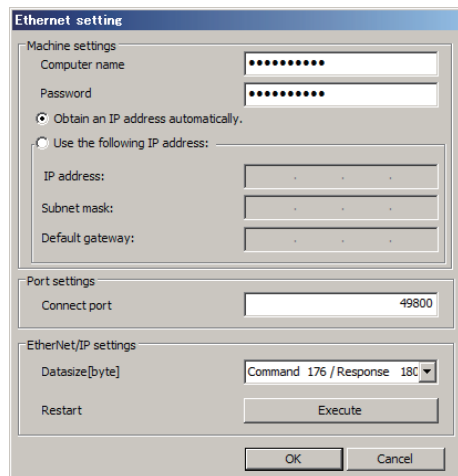 Ethernet setting
Machine settings
Computer name ••••••••••
Password ••••••••••
Obtain an IP address automatically.
Use the following IP address:
IP address: . . .
Subnet mask: . . .
Default gateway: . . .
Port settings
Connect port 49800
EtherNet/IP settings
Datasize[byte] Command 176 / Response 180
Restart Execute
OK Cancel